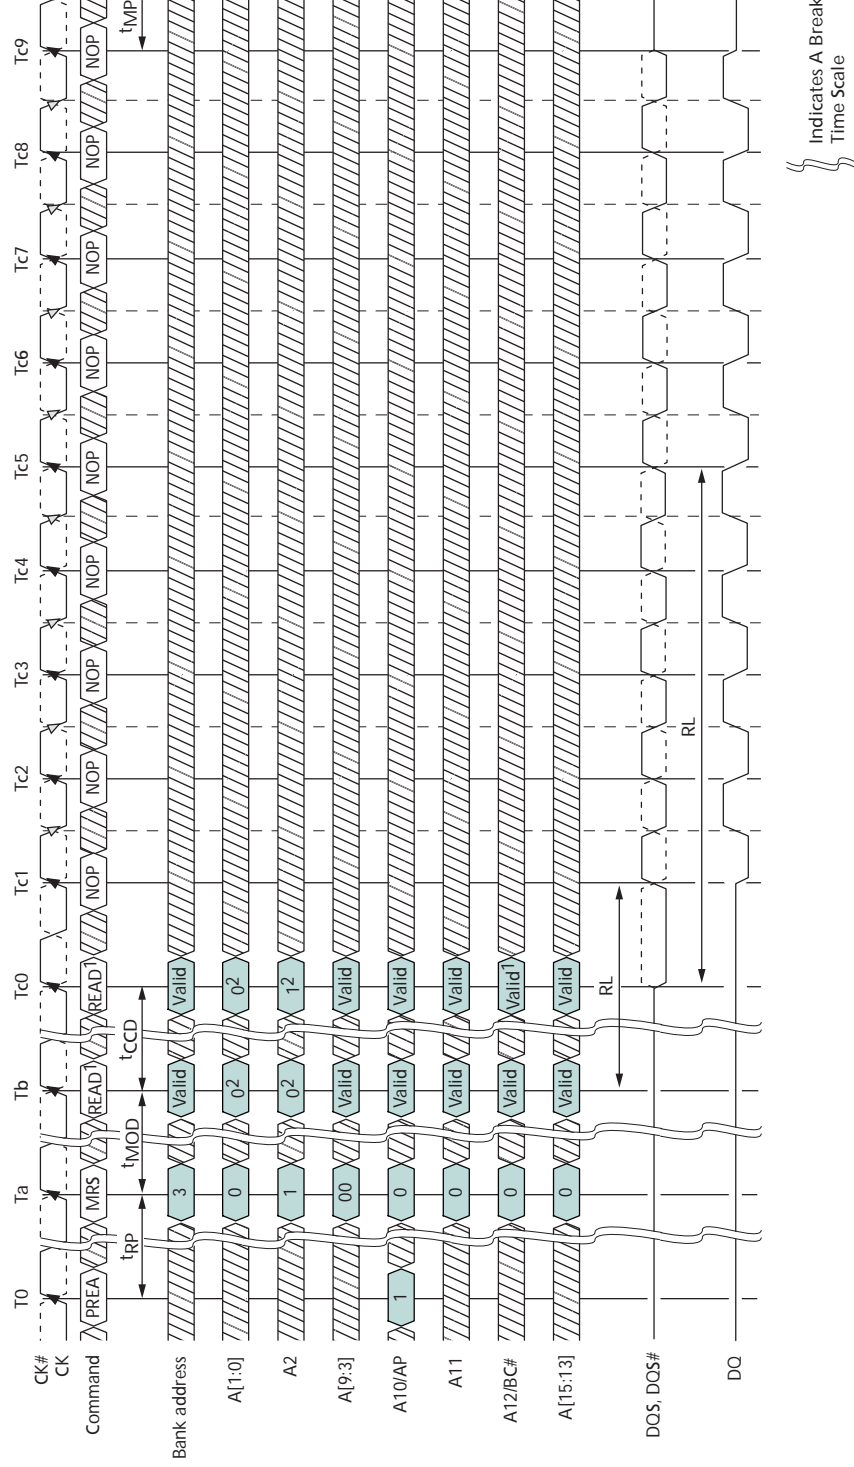 T0 Ta Tb Tc0 Tc1 Tc2 Tc3 Tc4 Tc5 Tc6 Tc7 Tc8 Tc9
CK#
CK
Command PREA MRS READ1 READ1 NOP NOP NOP NOP NOP NOP NOP NOP NOP
tRP tMOD tCCD tMP
Bank address 3 Valid Valid
A[1:0] 0 0² 0²
A2 1 0² 1²
A[9:3] 00 Valid Valid
A10/AP 1 0 Valid Valid
A11 0 Valid Valid
A12/BC# 0 Valid Valid1
A[15:13] 0 Valid Valid
RL
DQS, DQS#
RL
DQ
Indicates A Break
Time Scale